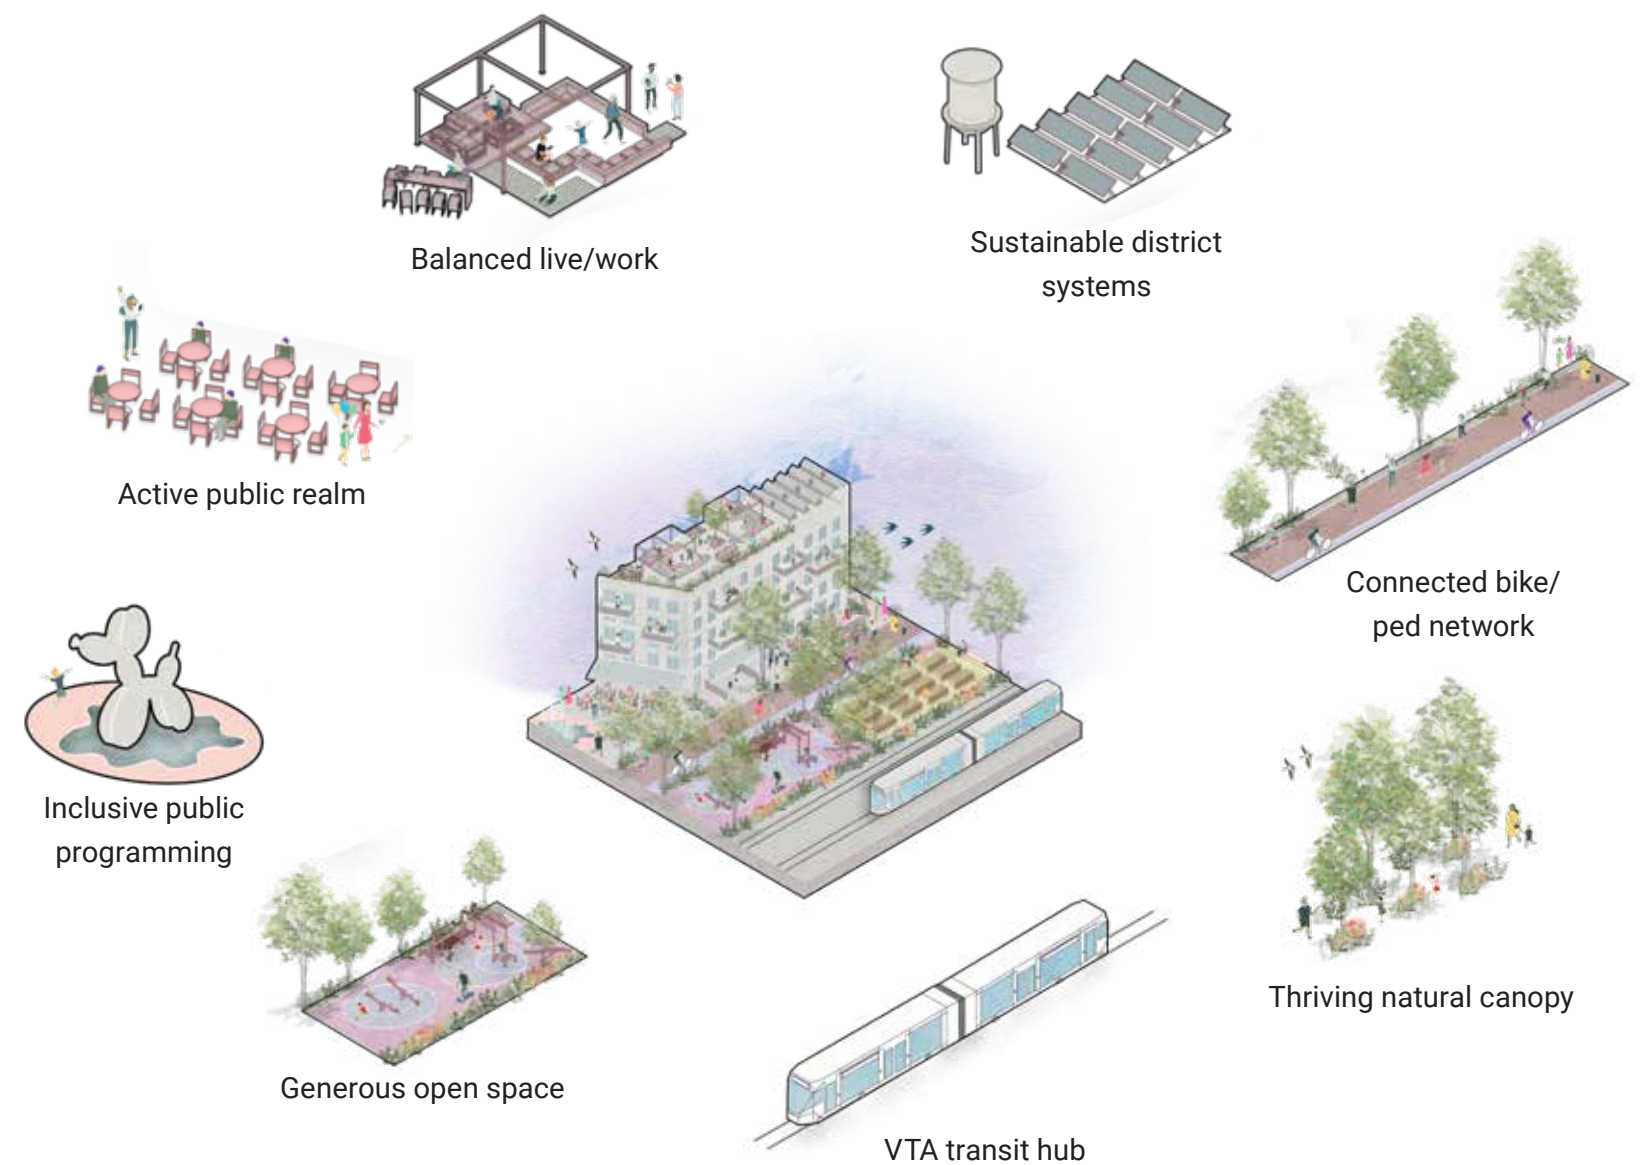 Balanced live/work
Sustainable district
systems
Active public realm
Connected bike/
ped network
Inclusive public
programming
Thriving natural canopy
Generous open space
VTA transit hub